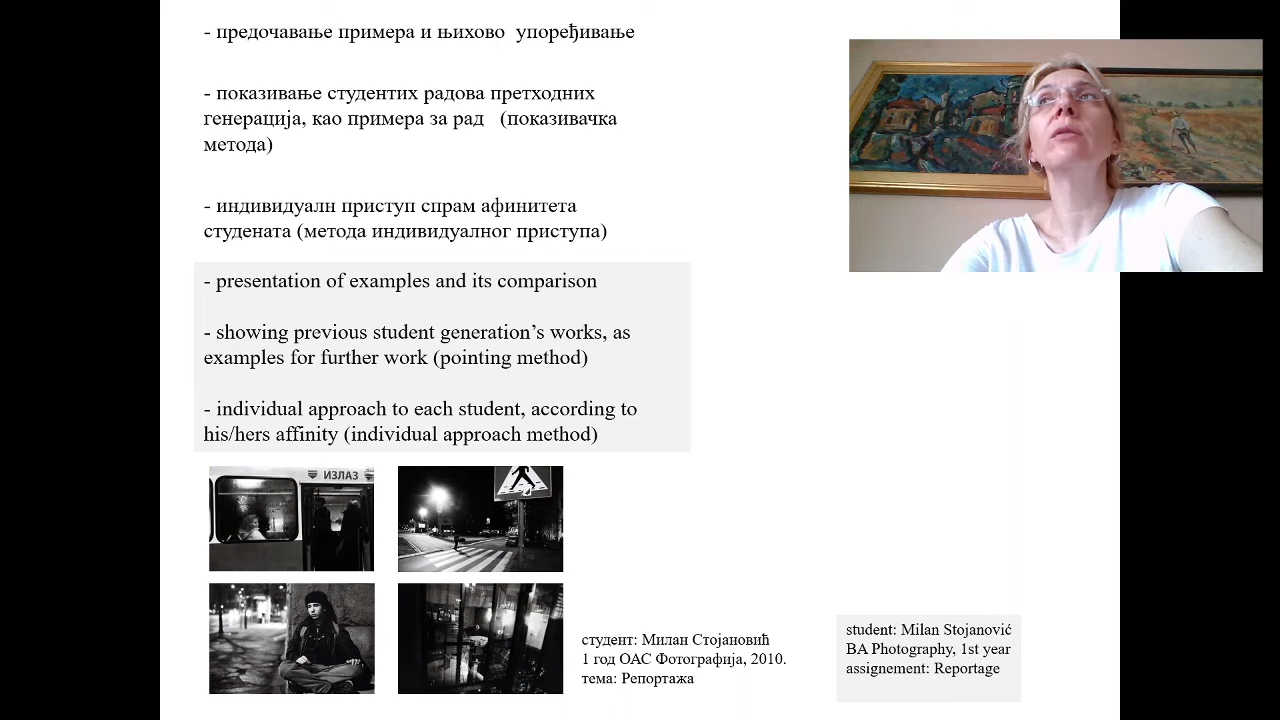 - предочавање примера и њихово упоређивање
- показивање студентих радова претходних
генерација, као примера за рад (показивачка
метода)
- индивидуалн приступ спрам афинитета
студената (метода индивидуалног приступа)
- presentation of examples and its comparison
- showing previous student generation’s works, as
examples for further work (pointing method)
- individual approach to each student, according to
his/hers affinity (individual approach method)
ИЗЛАЗ
студент: Милан Стојановић
1 год ОАС Фотографија, 2010.
тема: Репортажа
student: Milan Stojanović
BA Photography, 1st year
assignement: Reportage